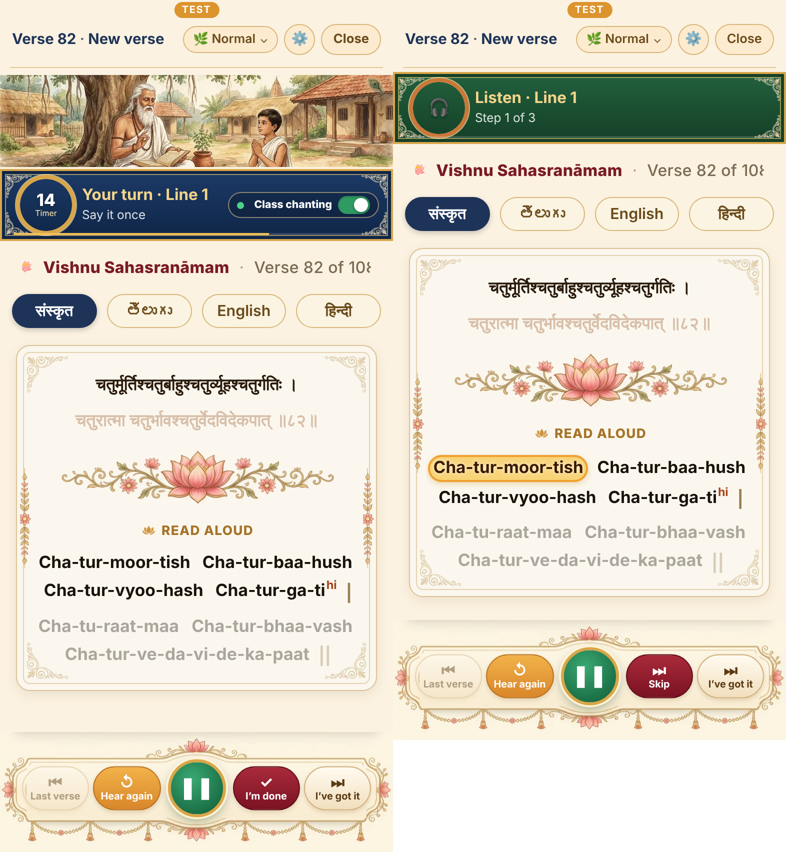 TEST
Verse 82 · New verse
Normal
Close
14
Timer
Your turn · Line 1
Say it once
Class chanting
Vishnu Sahasranāmam · Verse 82 of 108
संस्कृत
తెలుగు
English
हिन्दी
चतुर्मूर्तिश्चतुर्बाहुश्चतुर्व्यूहश्चतुर्गतिः ।
चतुरात्मा चतुर्भावश्चतुर्वेदविदेकपात् ॥८२॥
READ ALOUD
Cha-tur-moor-tish Cha-tur-baa-hush
Cha-tur-vyoo-hash Cha-tur-ga-tihi |
Cha-tu-raat-maa Cha-tur-bhaa-vash
Cha-tur-ve-da-vi-de-ka-paat ||
Last verse
Hear again
I'm done
I've got it
TEST
Verse 82 · New verse
Normal
Close
Listen · Line 1
Step 1 of 3
Vishnu Sahasranāmam · Verse 82 of 108
संस्कृत
తెలుగు
English
हिन्दी
चतुर्मूर्तिश्चतुर्बाहुश्चतुर्व्यूहश्चतुर्गतिः ।
चतुरात्मा चतुर्भावश्चतुर्वेदविदेकपात् ॥८२॥
READ ALOUD
Cha-tur-moor-tish Cha-tur-baa-hush
Cha-tur-vyoo-hash Cha-tur-ga-tihi |
Cha-tu-raat-maa Cha-tur-bhaa-vash
Cha-tur-ve-da-vi-de-ka-paat ||
Last verse
Hear again
Skip
I've got it